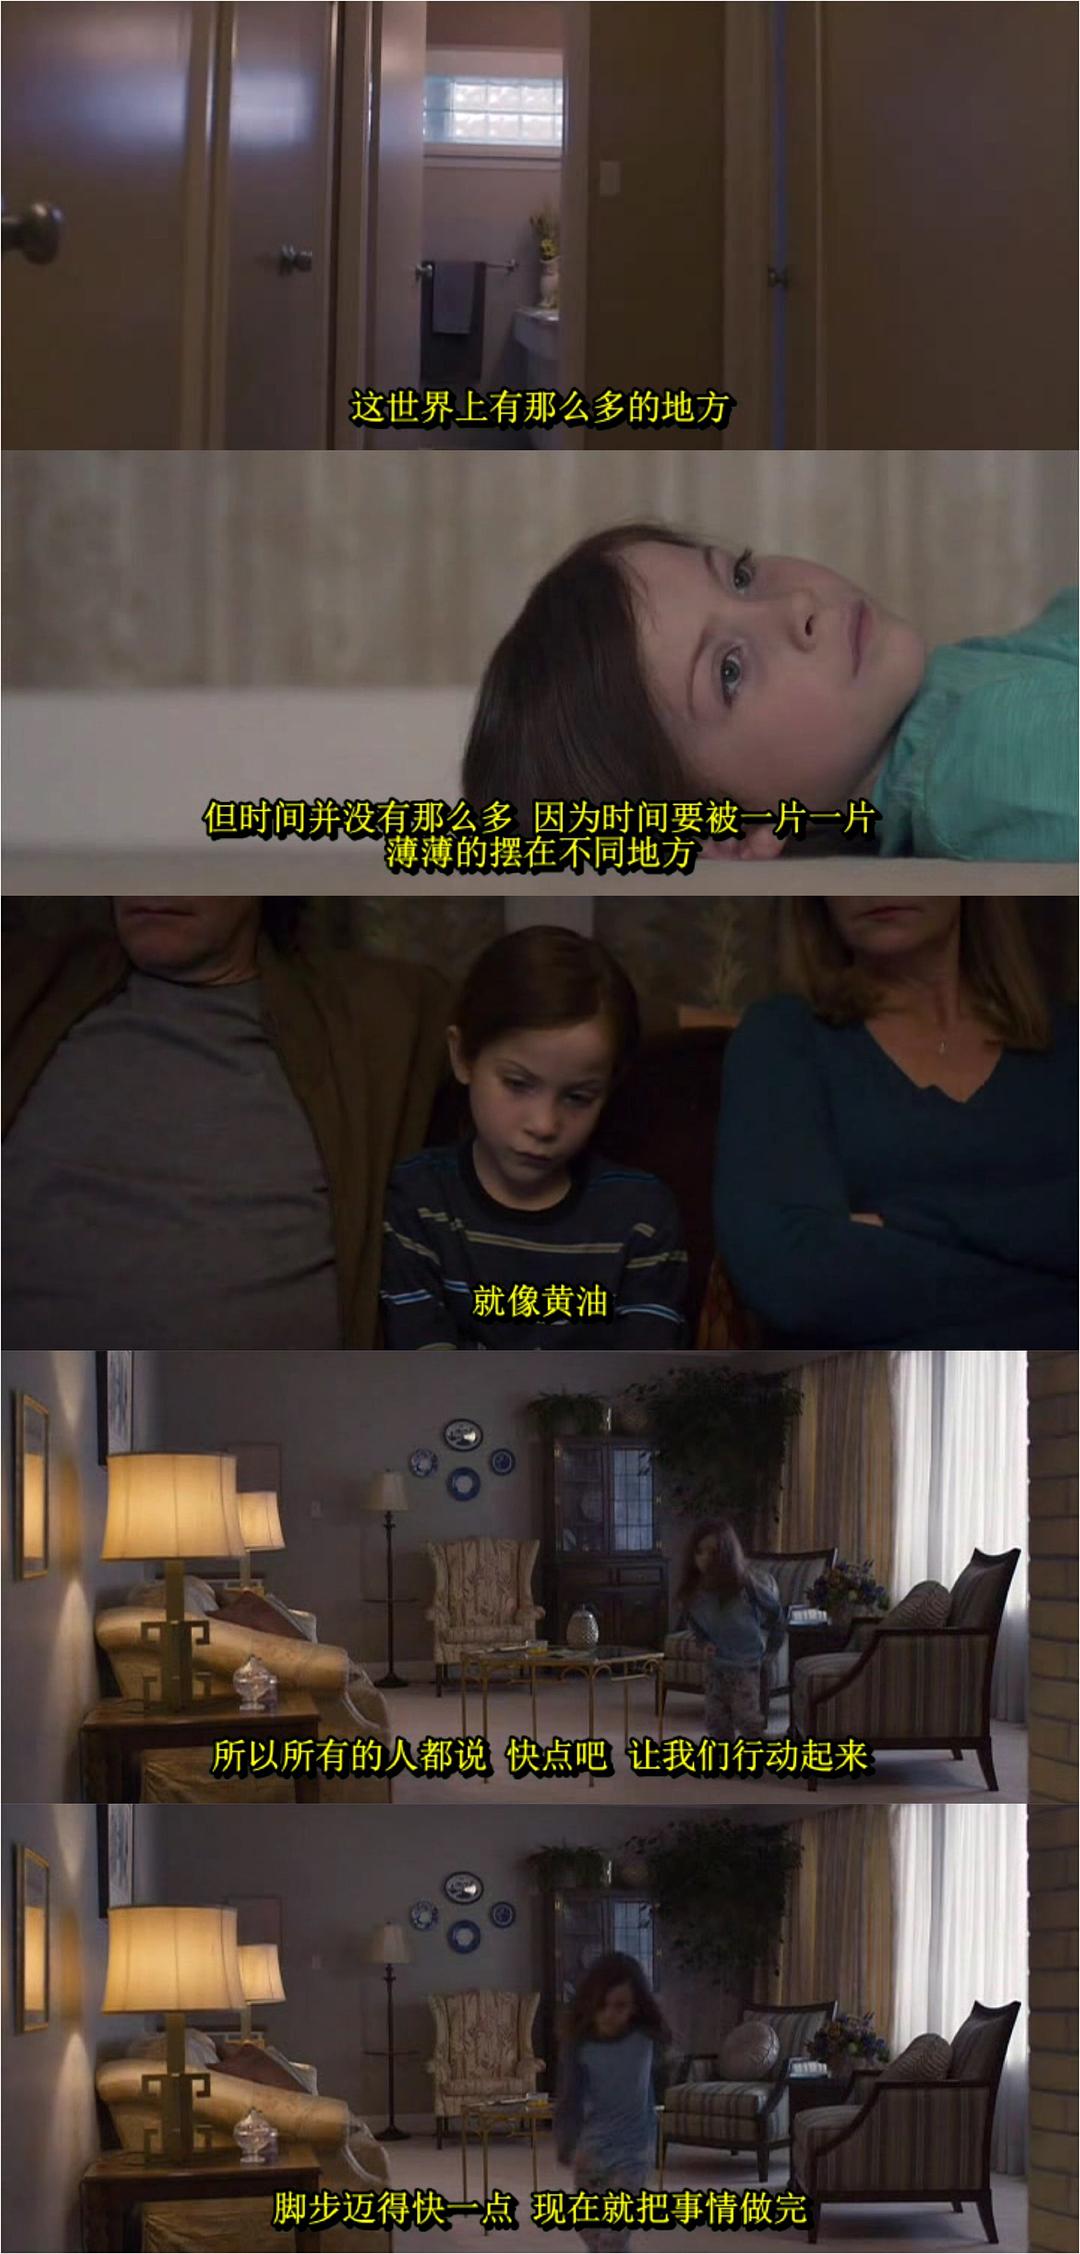 这世界上有那么多的地方
但时间并没有那么多 因为时间要被一片一片
薄薄的摆在不同地方
就像黄油
所以所有的人都说 快点吧 让我们行动起来
脚步迈得快一点 现在就把事情做完